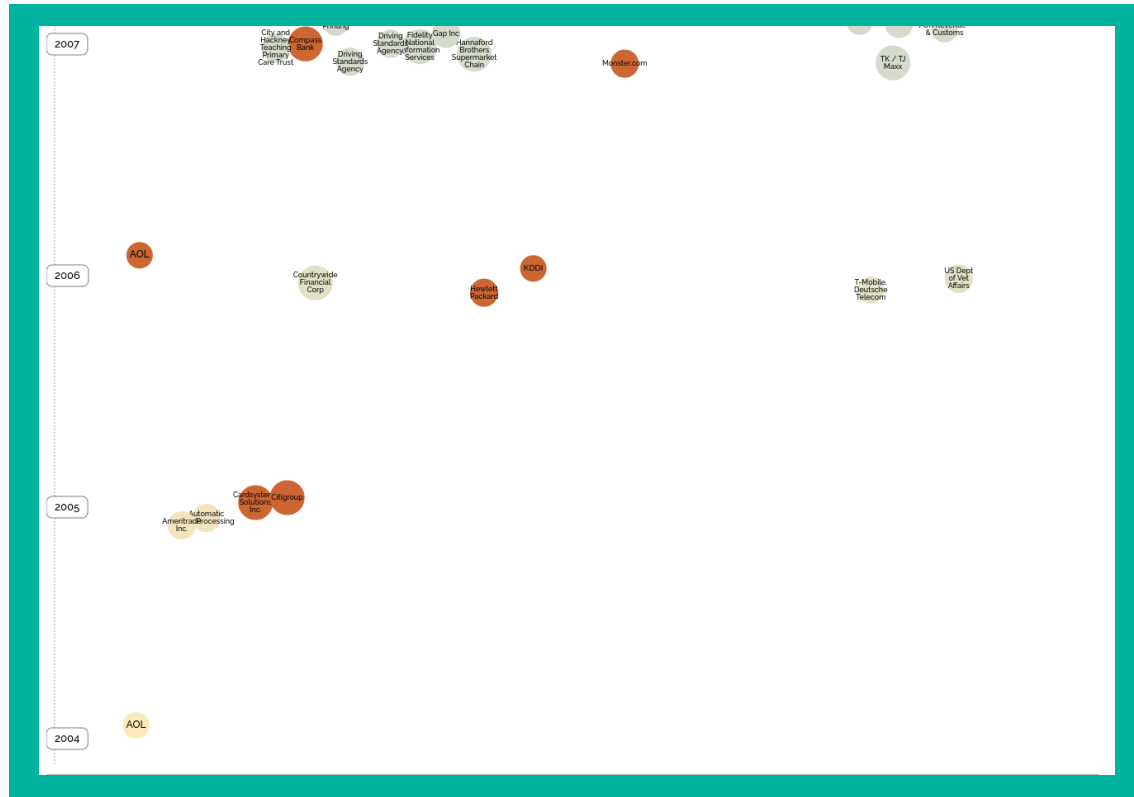 2007
City and
Hackney
Teaching
Primary
Care Trust
Compass
Bank
Driving
Standards
Agency
Driving
Standards
Agency
Fidelity
National
Information
Services
Gap Inc
Hannaford
Brothers
Supermarket
Chain
Monster.com
& Customs
TK / TJ
Maxx
AOL
2006
Countrywide
Financial
Corp
Hewlett
Packard
KDDI
T-Mobile,
Deutsche
Telecom
US Dept
of Vet
Affairs
2005
Ameritrade
Inc.
Automatic
Processing
Cardsystems
Solutions
Inc.
Citigroup
AOL
2004